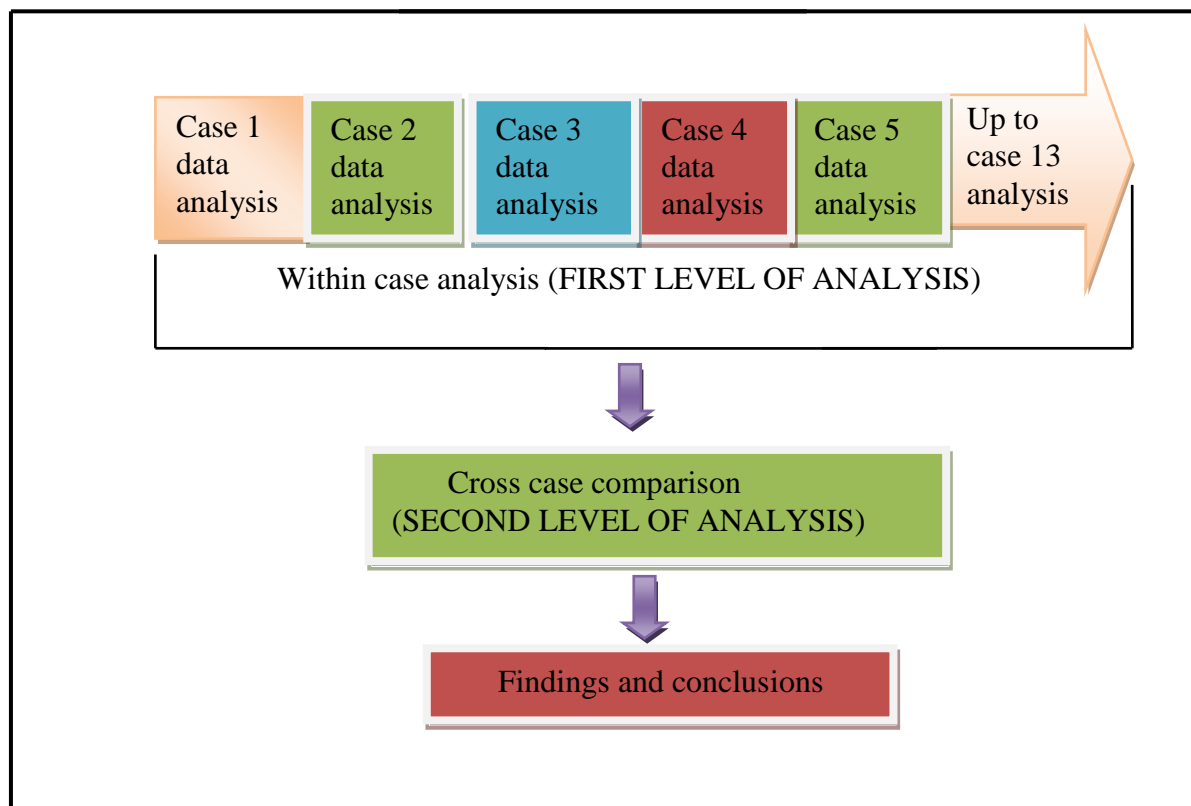 Case 1
data
analysis
Case 2
data
analysis
Case 3
data
analysis
Case 4
data
analysis
Case 5
data
analysis
Up to
case 13
analysis
Within case analysis (FIRST LEVEL OF ANALYSIS)
Cross case comparison
(SECOND LEVEL OF ANALYSIS)
Findings and conclusions